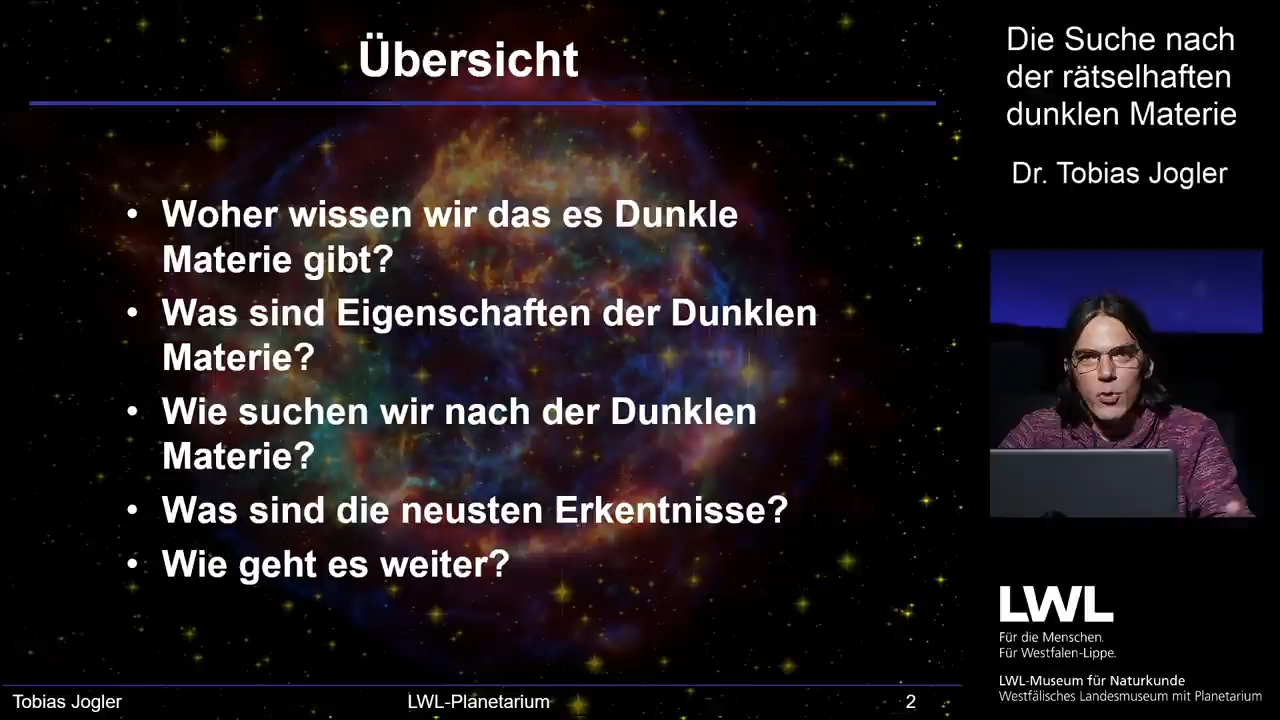 Übersicht
• Woher wissen wir das es Dunkle
Materie gibt?
• Was sind Eigenschaften der Dunklen
Materie?
• Wie suchen wir nach der Dunklen
Materie?
• Was sind die neusten Erkentnisse?
• Wie geht es weiter?
Tobias Jogler
LWL-Planetarium
2
Die Suche nach
der rätselhaften
dunklen Materie
Dr. Tobias Jogler
LWL
Für die Menschen.
Für Westfalen-Lippe.
LWL-Museum für Naturkunde
Westfälisches Landesmuseum mit Planetarium